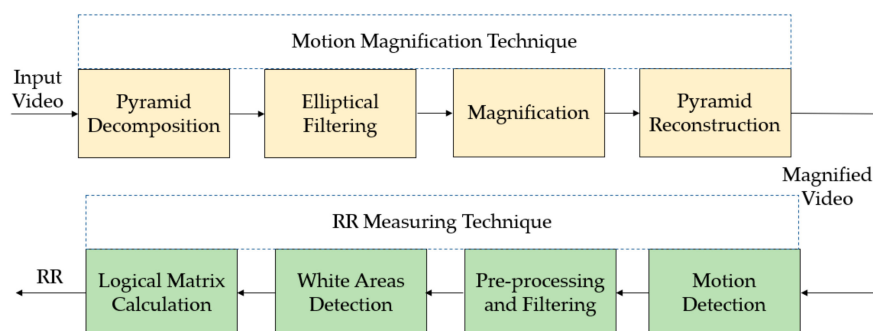 Motion Magnification Technique
Input
Video
Pyramid
Decomposition
Elliptical
Filtering
Magnification
Pyramid
Reconstruction
Magnified
Video
RR Measuring Technique
RR
Logical Matrix
Calculation
White Areas
Detection
Pre-processing
and Filtering
Motion
Detection